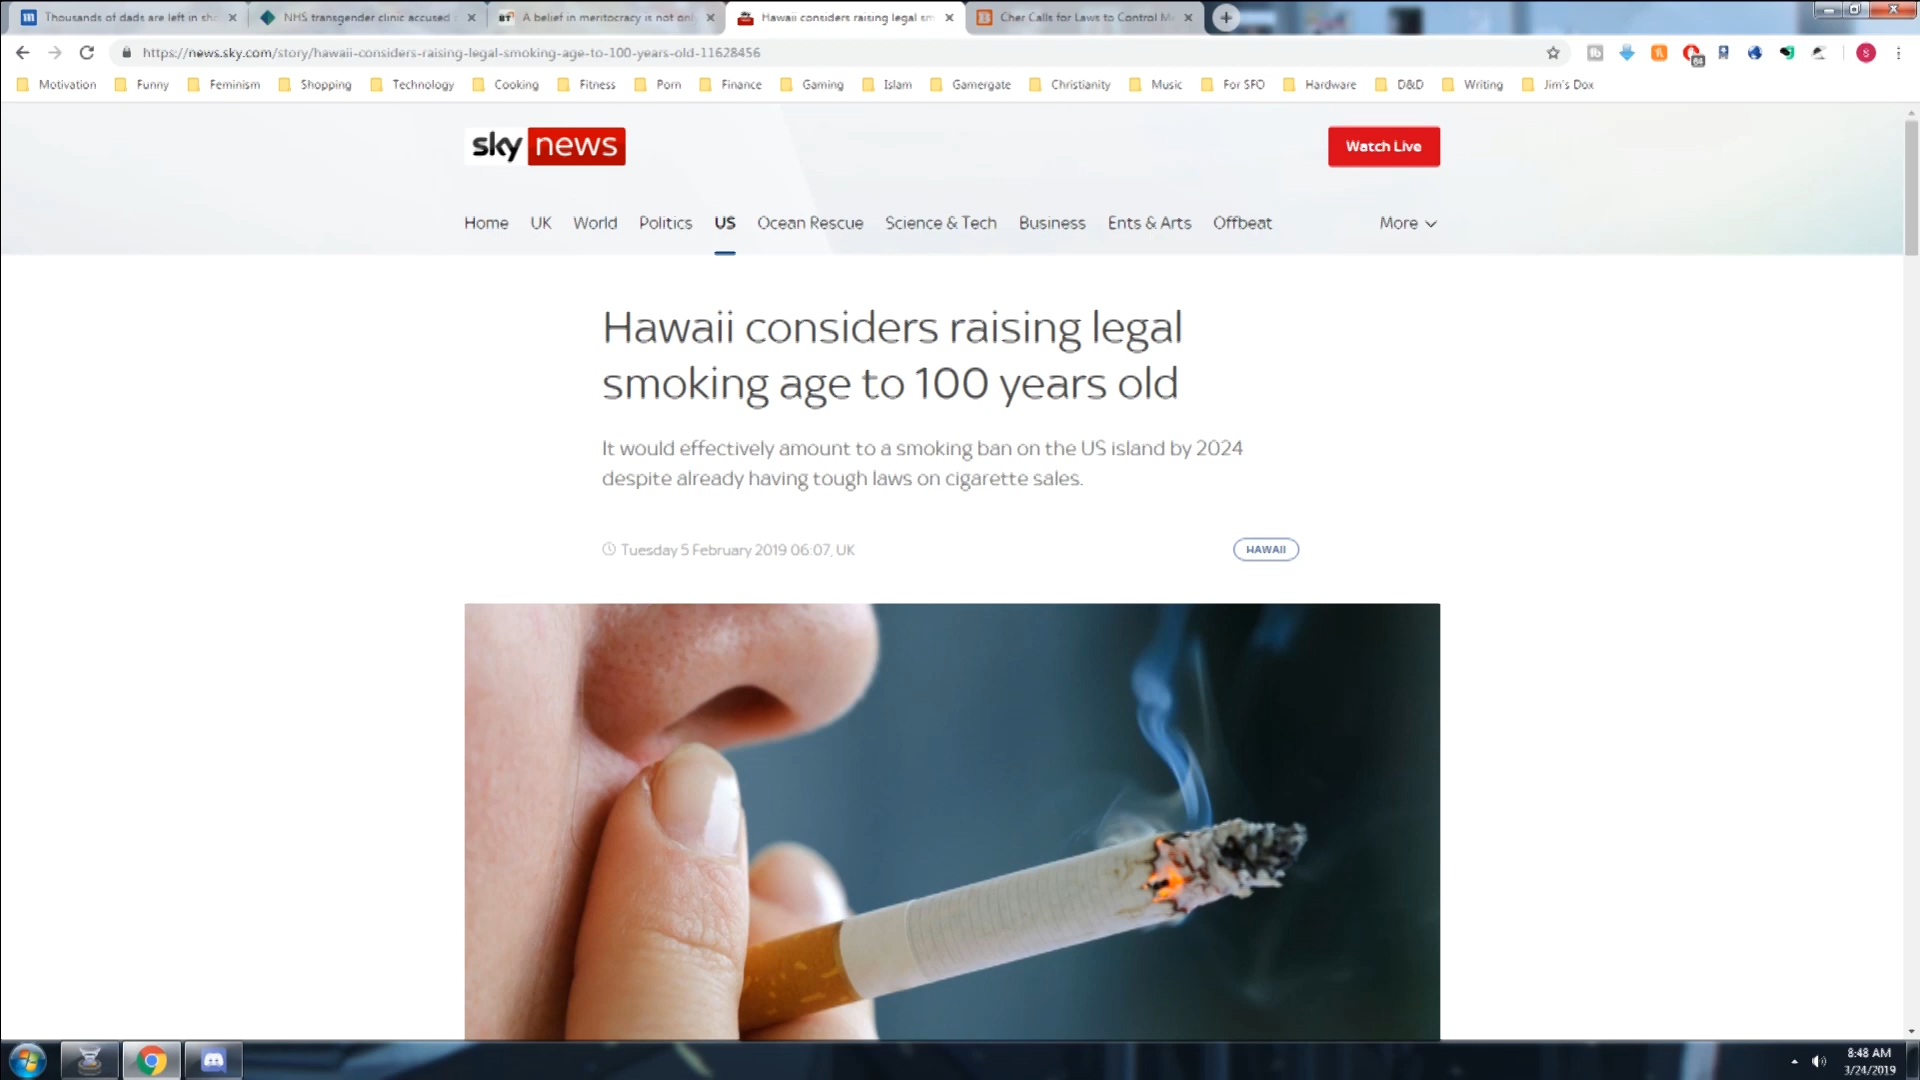 Thousands of dads are left in sho
NHS transgender clinic accused
A belief in meritocracy is not onl
Hawaii considers raising legal sm
Cher Calls for Laws to Control M
https://news.sky.com/story/hawaii-considers-raising-legal-smoking-age-to-100-years-old-11628456
64
S
Motivation Funny Feminism Shopping Technology Cooking Fitness Porn Finance Gaming Islam Gamergate Christianity Music For SFO Hardware D&D Writing Jim's Dox
sky news
Watch Live
Home UK World Politics US Ocean Rescue Science & Tech Business Ents & Arts Offbeat More
Hawaii considers raising legal
smoking age to 100 years old
It would effectively amount to a smoking ban on the US island by 2024
despite already having tough laws on cigarette sales.
Tuesday 5 February 2019 06:07, UK
HAWAII
8:48 AM
3/24/2019